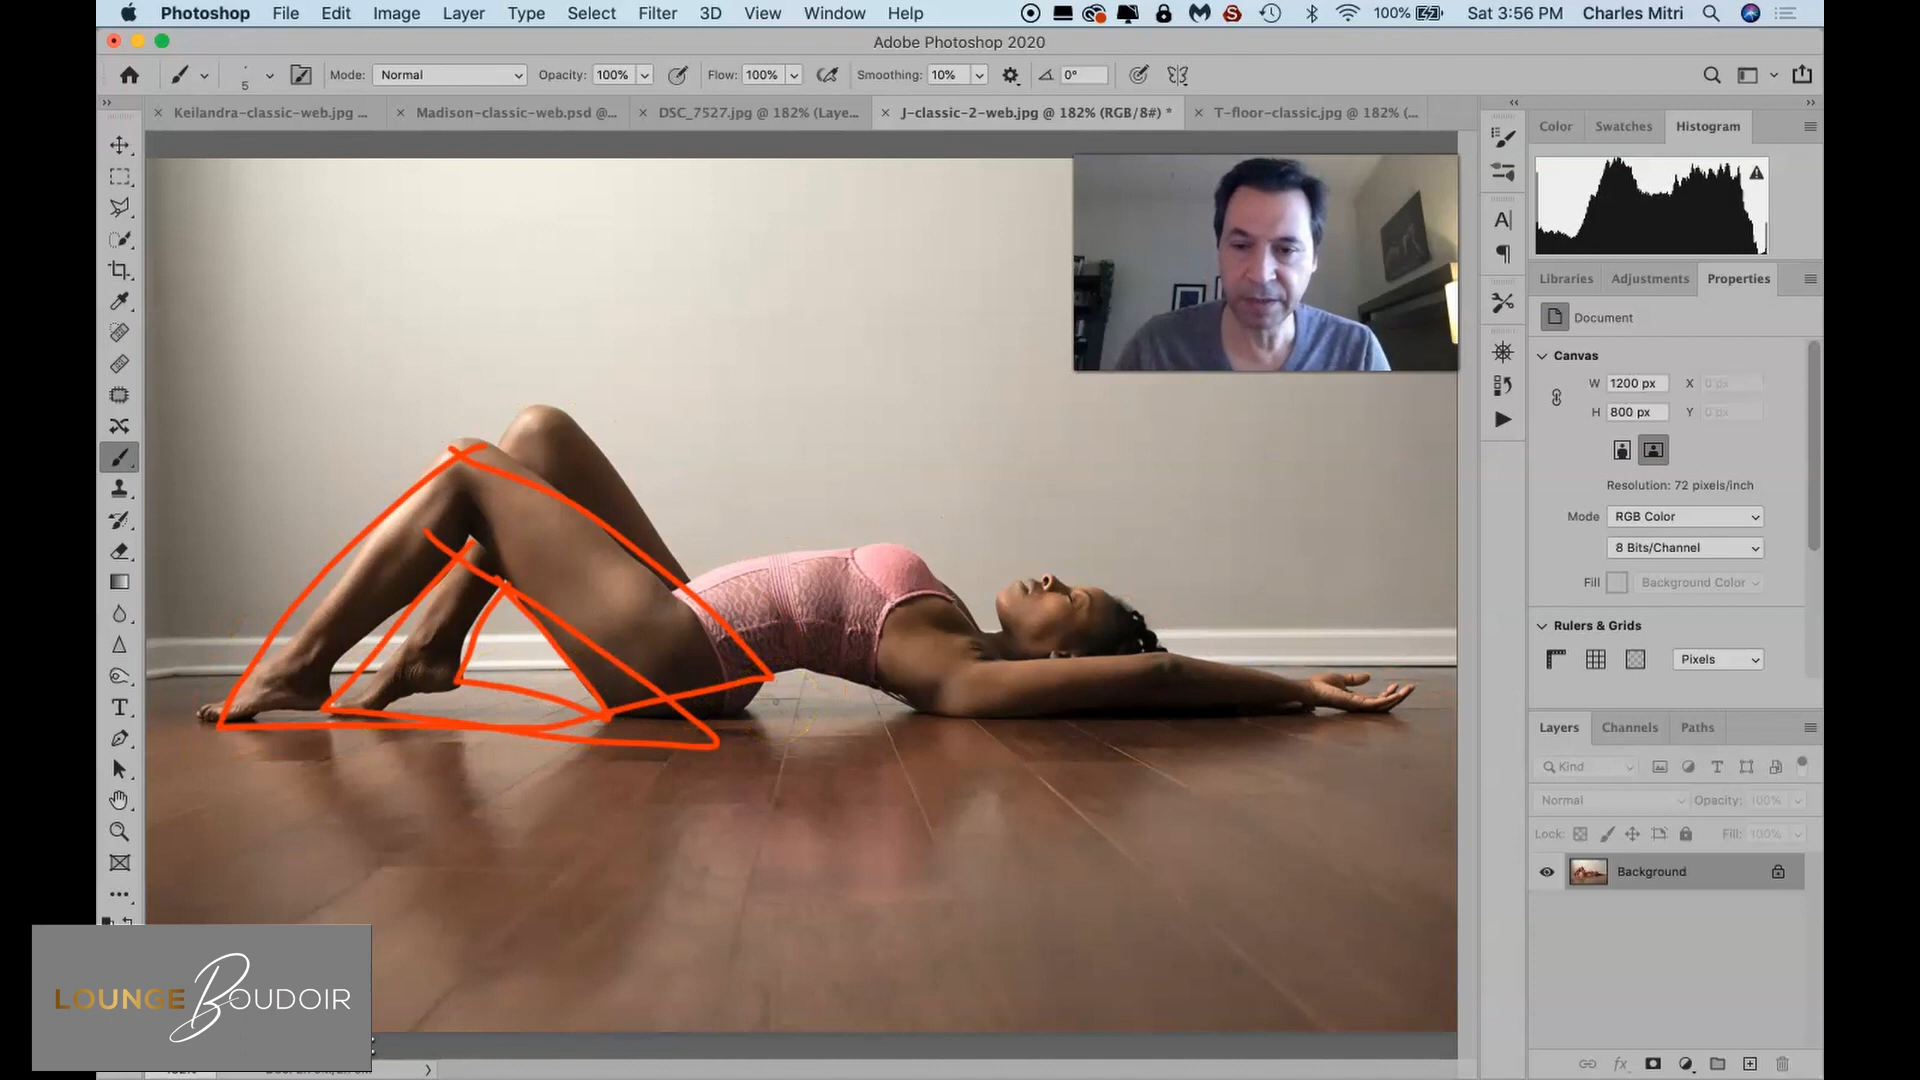 Photoshop File Edit Image Layer Type Select Filter 3D View Window Help 100% Sat 3:56 PM Charles Mitri
Adobe Photoshop 2020
5 Mode: Normal Opacity: 100% Flow: 100% Smoothing: 10% 0°
Keilandra-classic-web.jpg ... Madison-classic-web.psd @... DSC_7527.jpg @ 182% (Laye... J-classic-2-web.jpg @ 182% (RGB/8#) * T-floor-classic.jpg @ 182% (...
Color Swatches Histogram
Libraries Adjustments Properties
Document
Canvas
W 1200 px X 0 px
H 800 px Y 0 px
Resolution: 72 pixels/inch
Mode RGB Color
8 Bits/Channel
Fill Background Color
Rulers & Grids
Pixels
Layers Channels Paths
Kind
Normal Opacity: 100%
Lock: Fill: 100%
Background
LOUNGE BOUDOIR